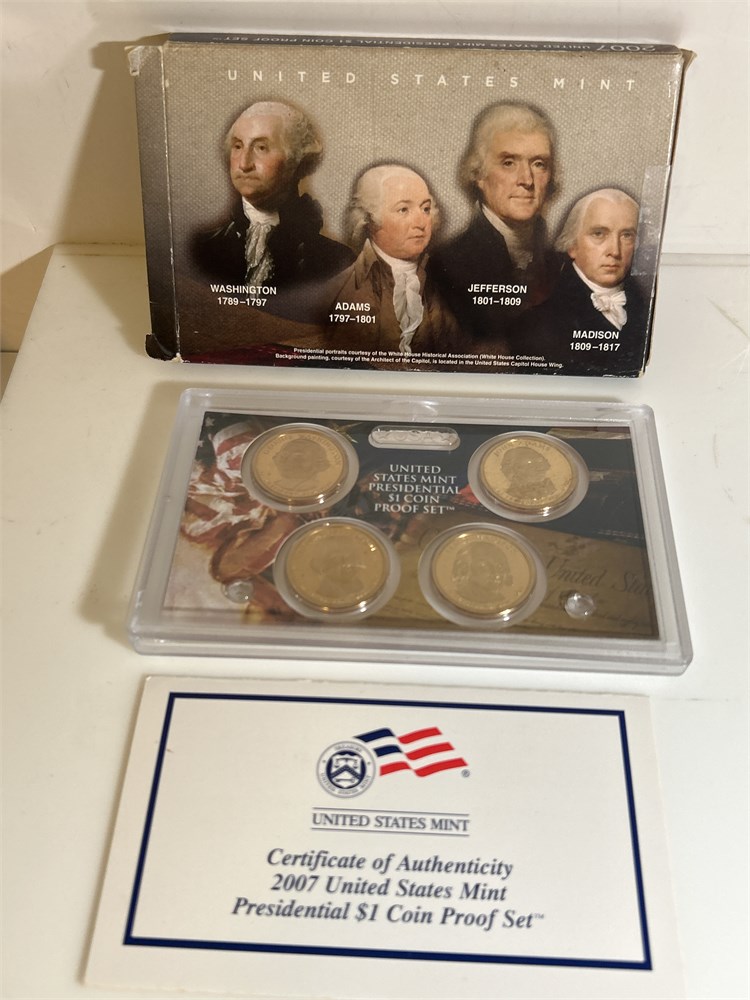 2007 UNITED STATES MINT PRESIDENTIAL $1 COIN PROOF SET™
UNITED STATES MINT
WASHINGTON
1789–1797
ADAMS
1797–1801
JEFFERSON
1801–1809
MADISON
1809–1817
Presidential portraits courtesy of the White House Historical Association (White House Collection).
Background painting, courtesy of the Architect of the Capitol, is located in the United States Capitol House Wing.
UNITED
STATES MINT
PRESIDENTIAL
$1 COIN
PROOF SET™
United Sta
®
UNITED STATES MINT
Certificate of Authenticity
2007 United States Mint
Presidential $1 Coin Proof Set™